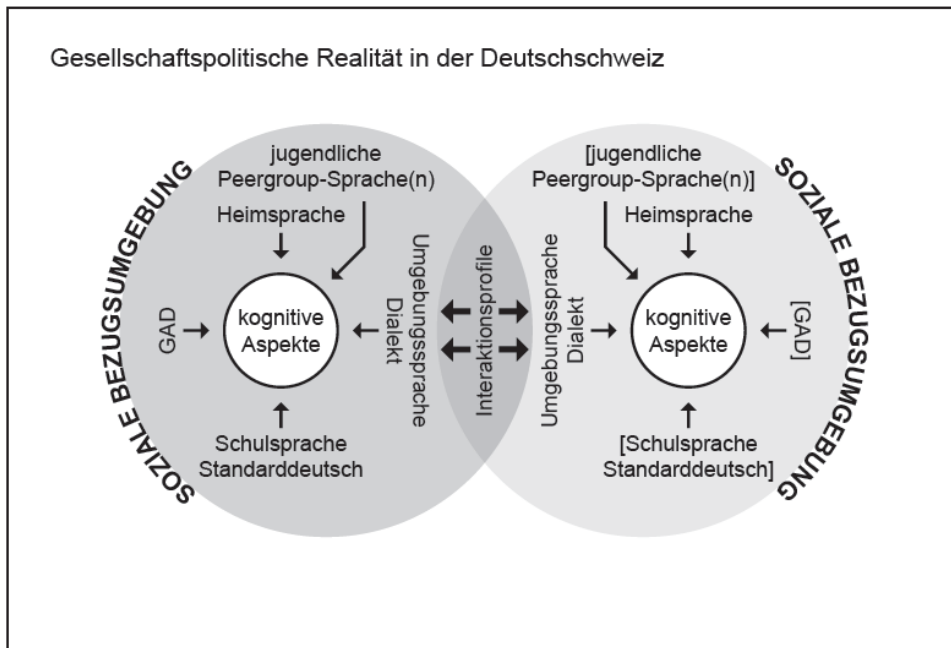 Gesellschaftspolitische Realität in der Deutschschweiz
SOZIALE BEZUGSUMGEBUNG
jugendliche
Peergroup-Sprache(n)
Heimsprache
GAD
kognitive
Aspekte
Umgebungssprache
Dialekt
Schulsprache
Standarddeutsch
Interaktionsprofile
[jugendliche
Peergroup-Sprache(n)]
Heimsprache
Umgebungssprache
Dialekt
kognitive
Aspekte
[GAD]
[Schulsprache
Standarddeutsch]
SOZIALE BEZUGSUMGEBUNG